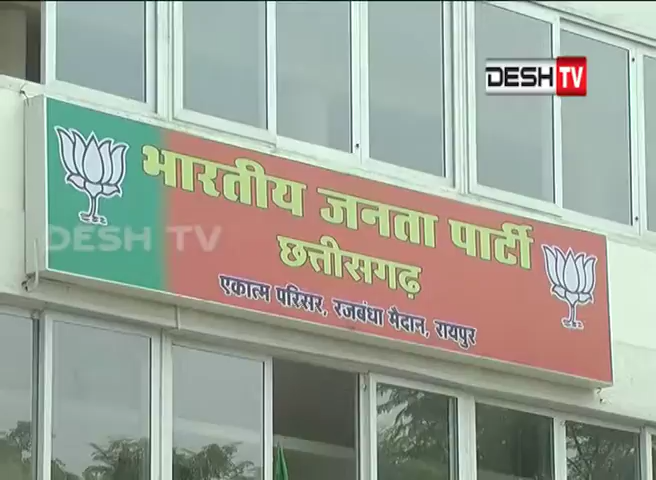 DESH TV
भारतीय जनता पार्टी
छत्तीसगढ़
DESH TV
एकात्म परिसर, रजबंधा मैदान, रायपुर